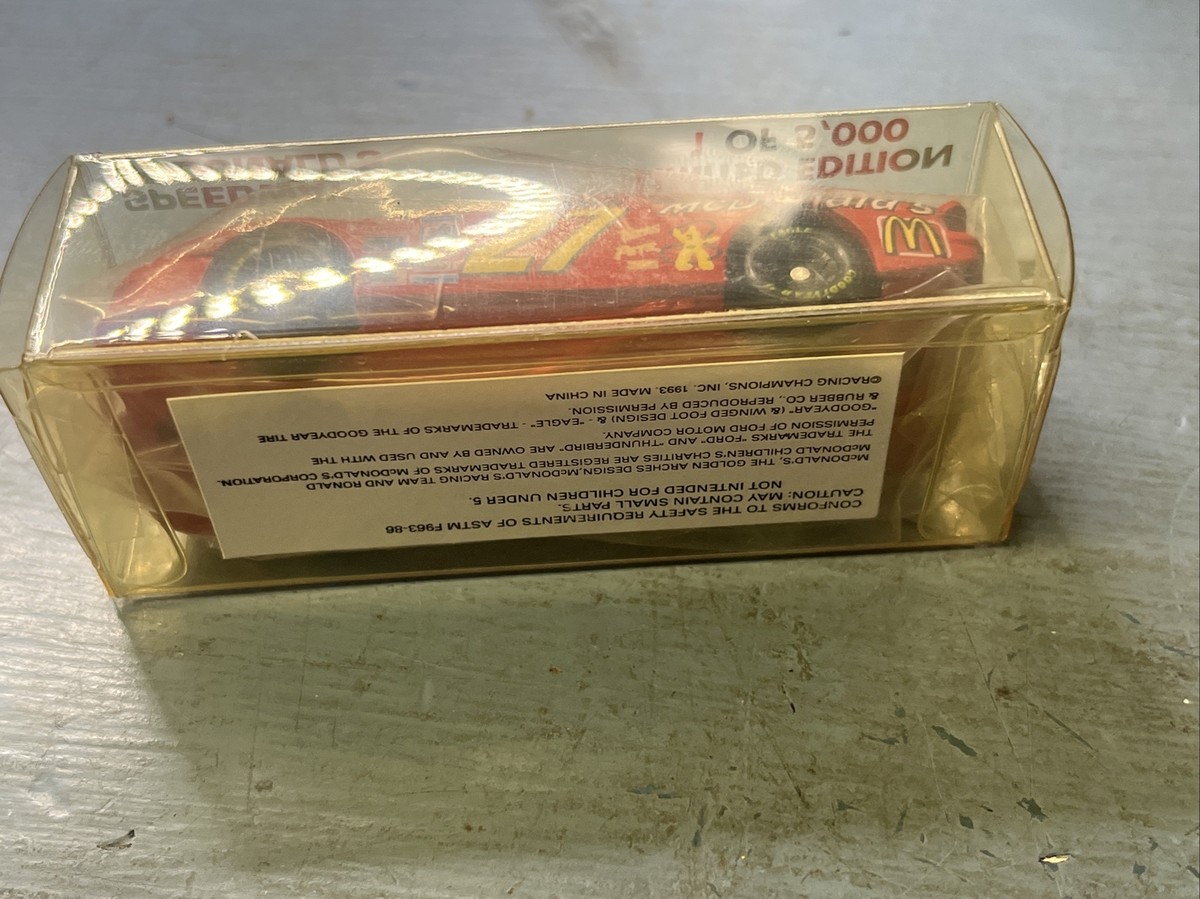 McDONALD'S
1 OF 5,000
EDITION
27
McDonald's
M
EAGLE
GOODYEAR
CONFORMS TO THE SAFETY REQUIREMENTS OF ASTM F963-86
CAUTION: MAY CONTAIN SMALL PARTS.
NOT INTENDED FOR CHILDREN UNDER 5.
McDONALD'S, THE GOLDEN ARCHES DESIGN,McDONALD'S RACING TEAM AND RONALD
McDONALD CHILDREN'S CHARITIES ARE REGISTERED TRADEMARKS OF McDONALD'S CORPORATION.
THE TRADEMARKS "FORD" AND "THUNDERBIRD" ARE OWNED BY AND USED WITH THE
PERMISSION OF FORD MOTOR COMPANY.
"GOODYEAR" (& WINGED FOOT DESIGN) & - "EAGLE" - TRADEMARKS OF THE GOODYEAR TIRE
& RUBBER CO., REPRODUCED BY PERMISSION.
©RACING CHAMPIONS, INC. 1993. MADE IN CHINA